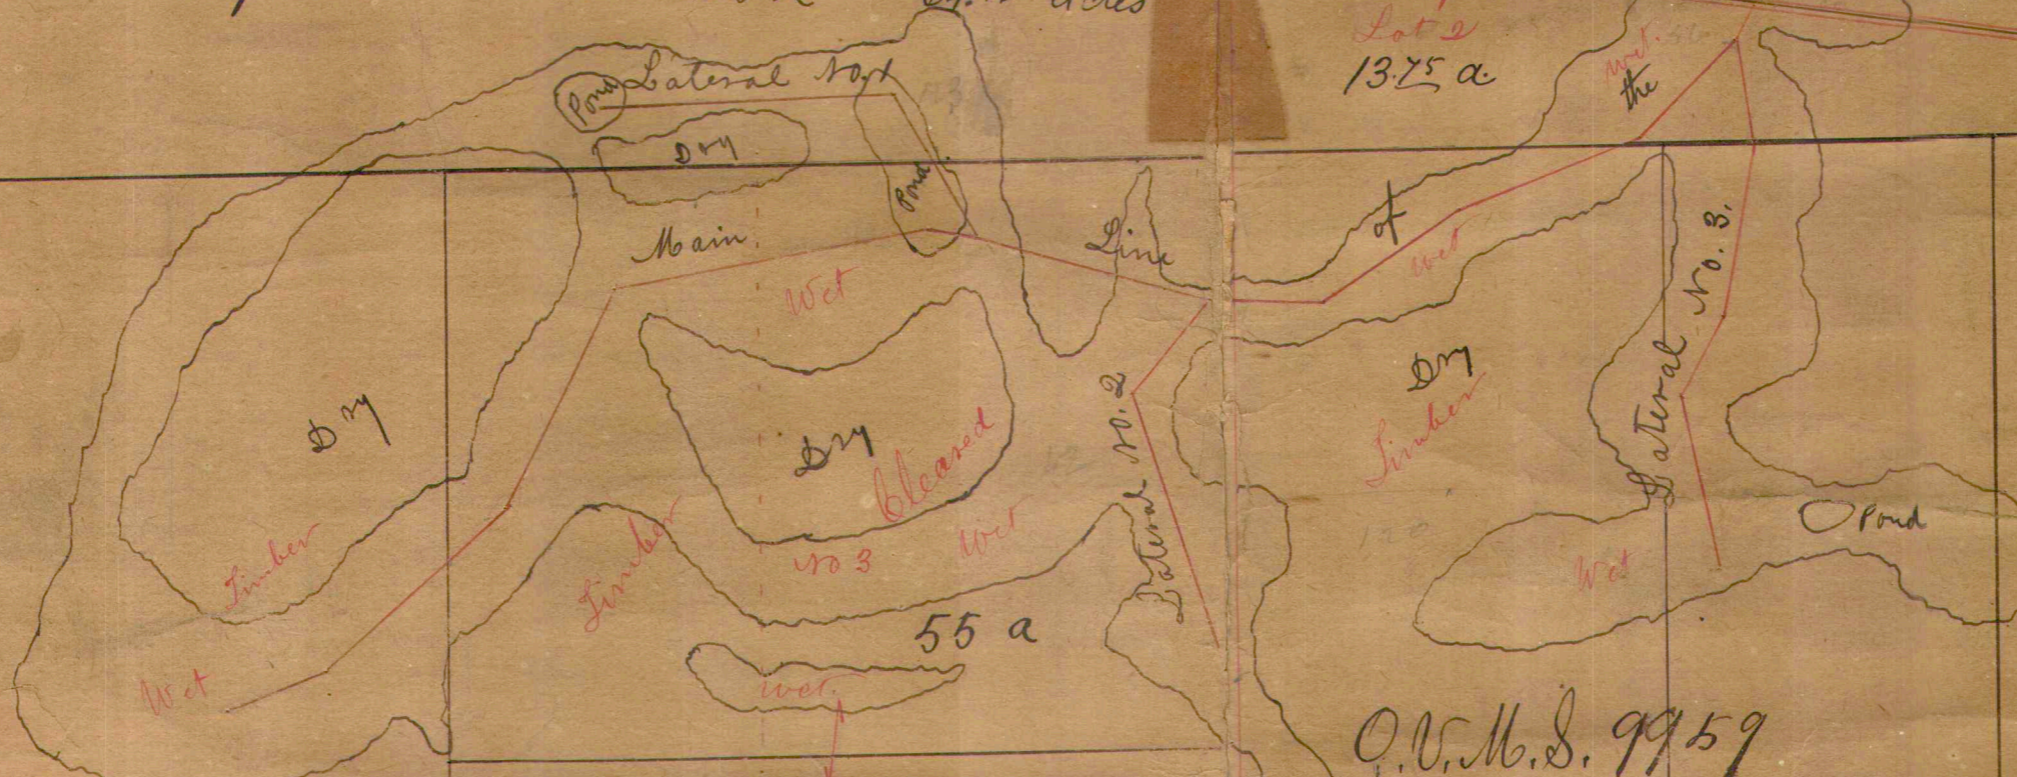 acres
Lot 2
13.75 a.
wet.
the
Pond
Lateral No. 1
Dry
Pond
Main
Line
of
Wet
wet
Lateral No. 3.
Dry
Dry
Cleared
Lateral No. 2
Dry
Timber
Timber
Timber
No 3
Wet
Pond
Wet
55 a
Wet
wet.
O.V.M.S. 9959